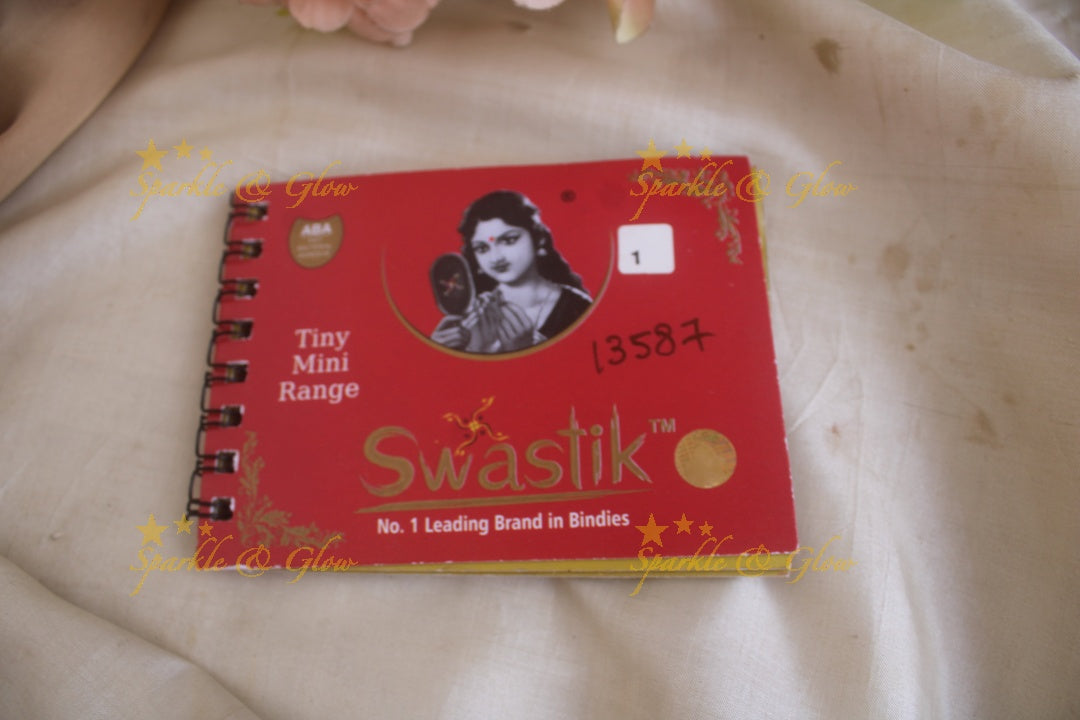 Sparkle & Glow
Sparkle & Glow
ABA
®
1
Tiny
Mini
Range
13587
Swastik™
No. 1 Leading Brand in Bindies
Sparkle & Glow
Sparkle & Glow